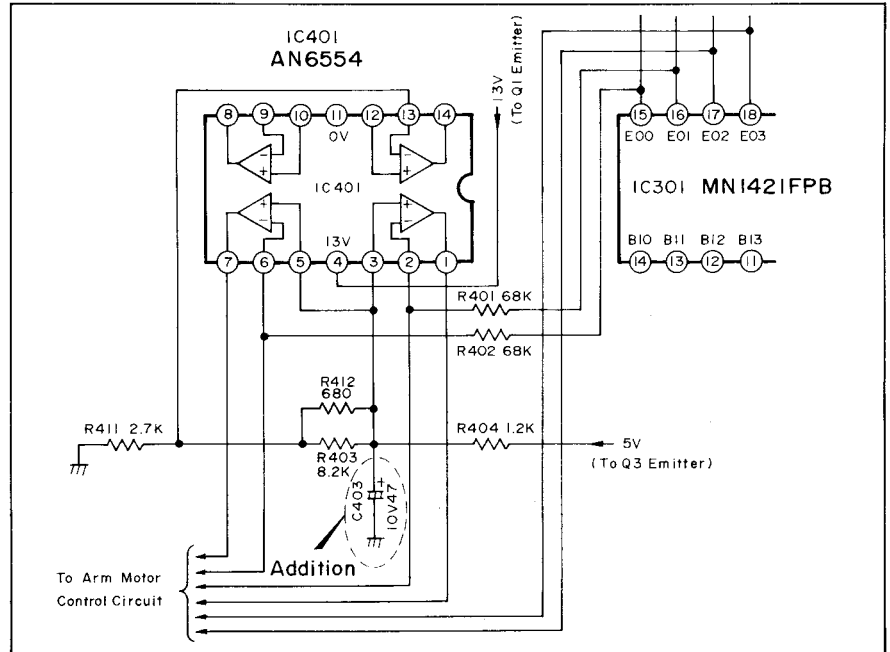 IC401
AN6554
13V
(To Q1 Emitter)
8 9 10 11 12 13 14
0V
15 16 17 18
E00 E01 E02 E03
IC401
IC301 MN1421FPB
13V
B10 B11 B12 B13
7 6 5 4 3 2 1
14 13 12 11
R401 68K
R402 68K
R412
680
R411 2.7K
R404 1.2K
5V
R403
8.2K
(To Q3 Emitter)
C403
10V47
+
Addition
To Arm Motor
Control Circuit